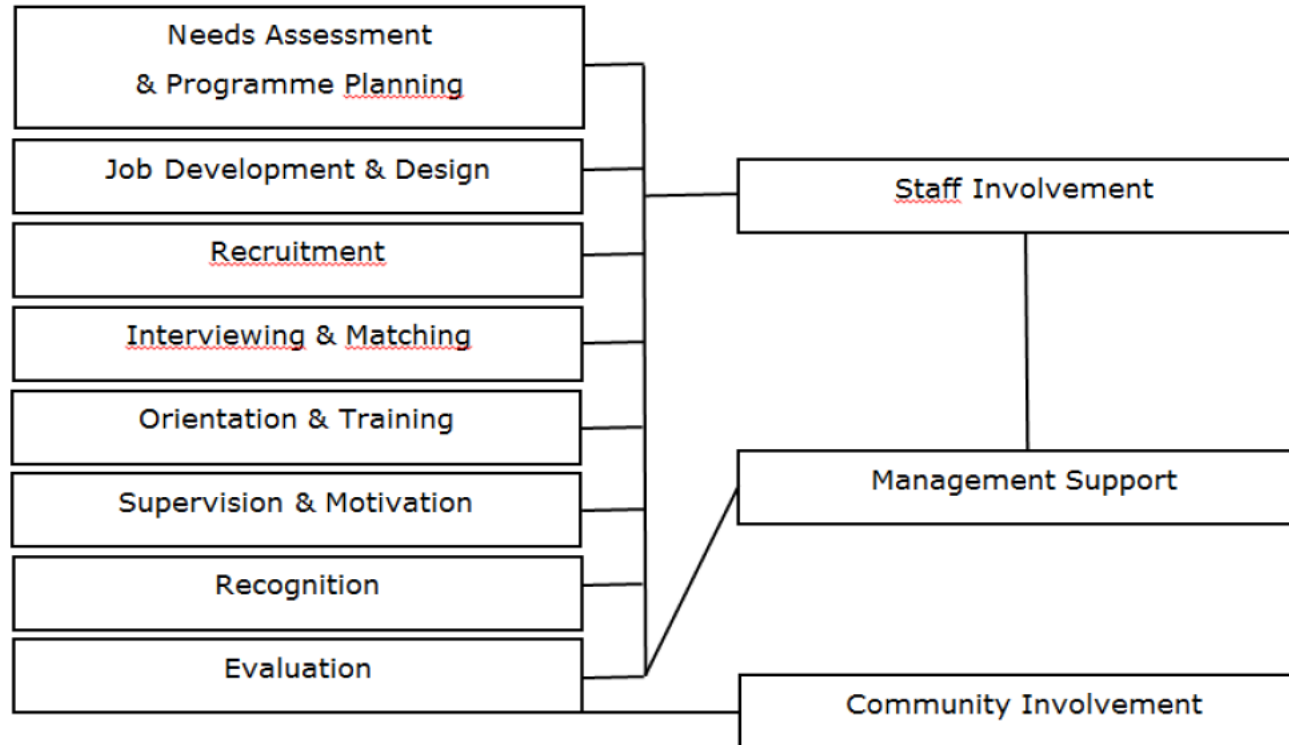 Needs Assessment
& Programme Planning
Job Development & Design
Recruitment
Interviewing & Matching
Orientation & Training
Supervision & Motivation
Recognition
Evaluation
Staff Involvement
Management Support
Community Involvement